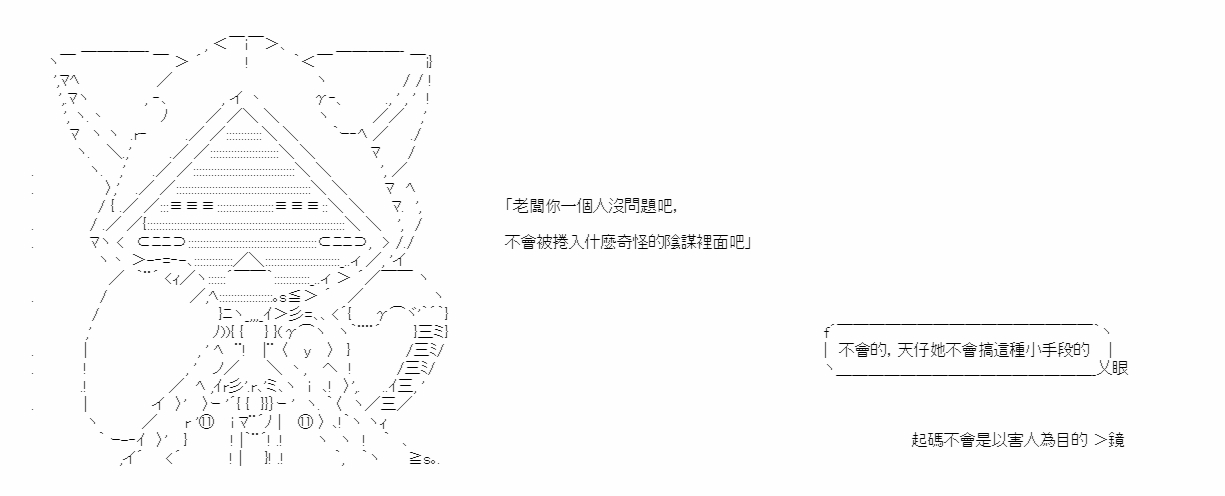 「老闆你一個人沒問題吧,
不會被捲入什麼奇怪的陰謀裡面吧」
不會的, 天仔她不會搞這種小手段的
乂眼
起碼不會是以害人為目的 ＞鏡